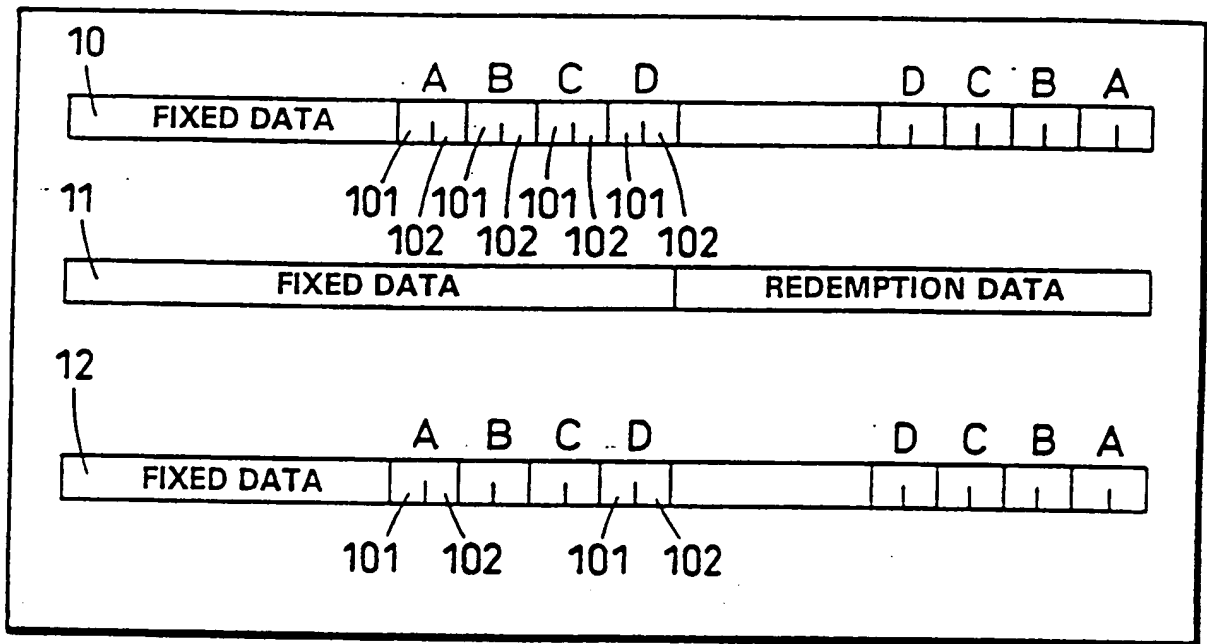 10
A B C D D C B A
FIXED DATA
101 101 101 101
102 102 102 102
11
FIXED DATA REDEMPTION DATA
12
A B C D D C B A
FIXED DATA
101 102 101 102